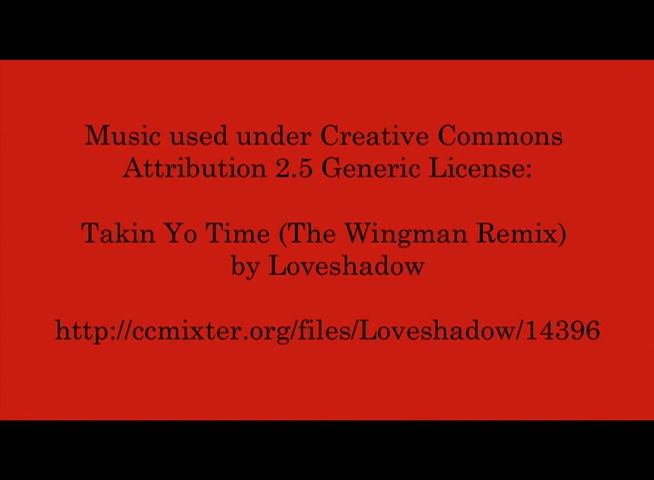 Music used under Creative Commons
Attribution 2.5 Generic License:
Takin Yo Time (The Wingman Remix)
by Loveshadow
http://ccmixter.org/files/Loveshadow/14396